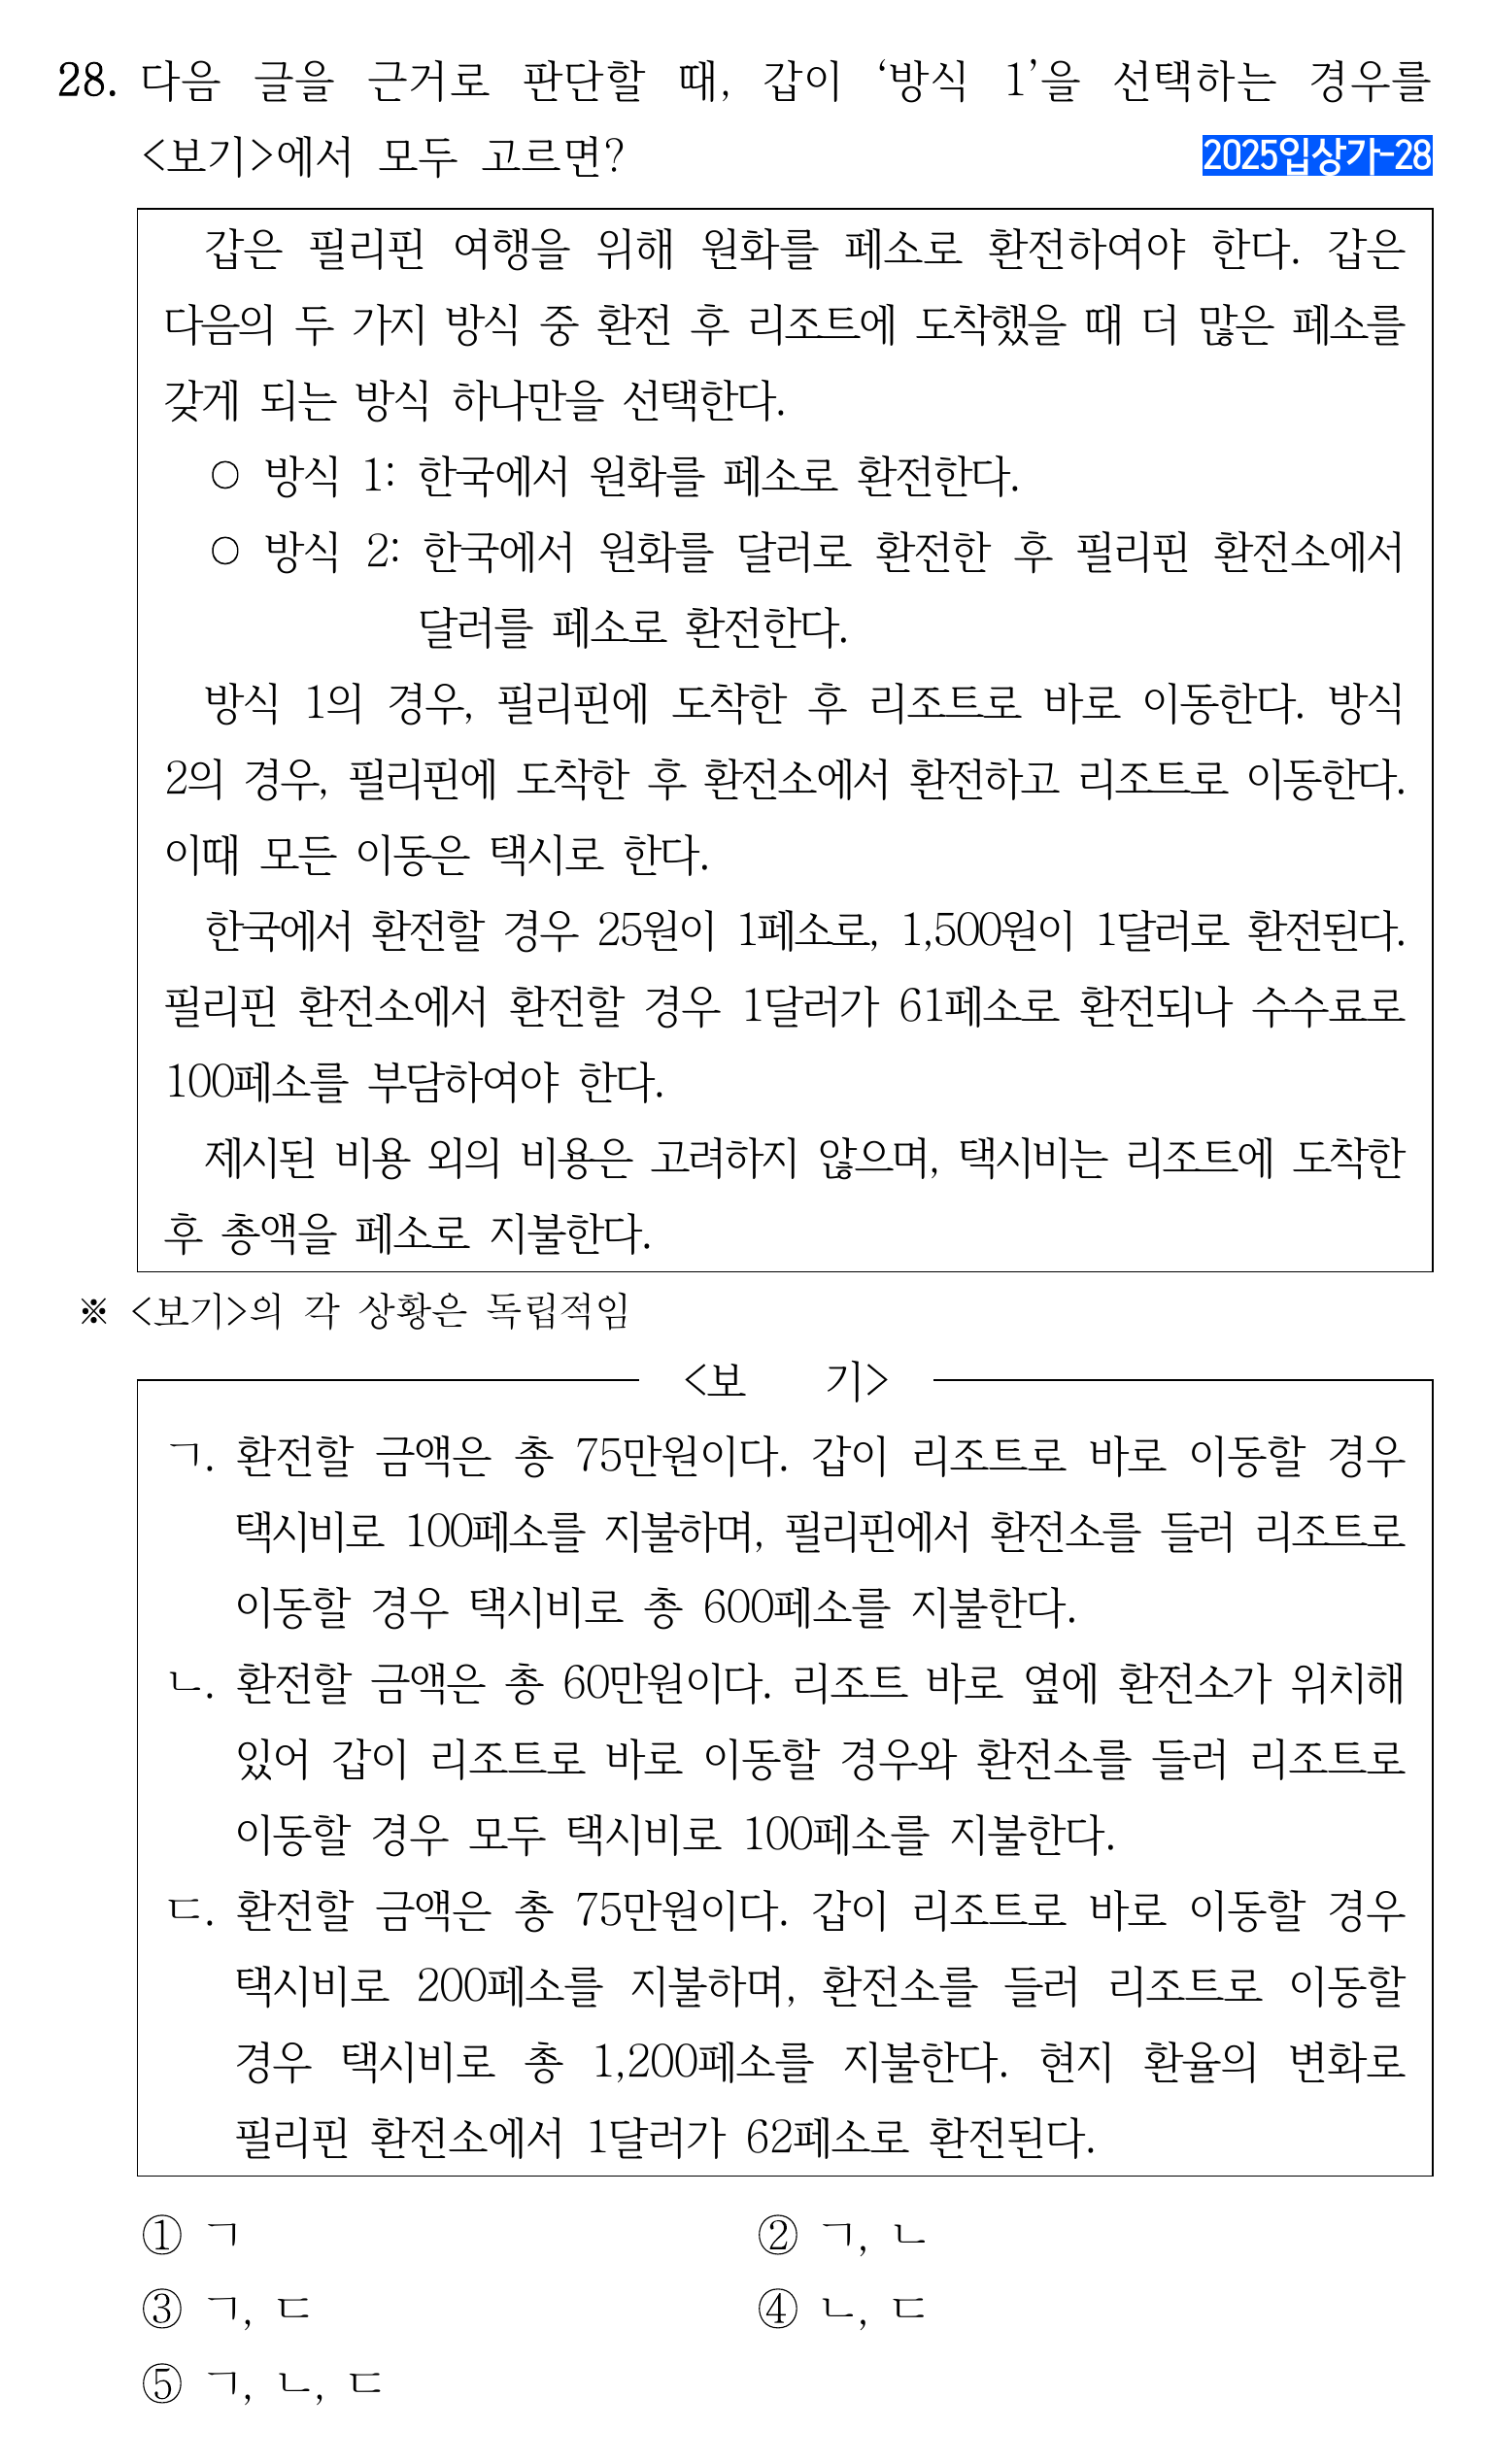 28. 다음 글을 근거로 판단할 때, 갑이 ‘방식 1’을 선택하는 경우를
<보기>에서 모두 고르면?
2025입상가-28
갑은 필리핀 여행을 위해 원화를 페소로 환전하여야 한다. 갑은
다음의 두 가지 방식 중 환전 후 리조트에 도착했을 때 더 많은 페소를
갖게 되는 방식 하나만을 선택한다.
○ 방식 1: 한국에서 원화를 페소로 환전한다.
○ 방식 2: 한국에서 원화를 달러로 환전한 후 필리핀 환전소에서
달러를 페소로 환전한다.
방식 1의 경우, 필리핀에 도착한 후 리조트로 바로 이동한다. 방식
2의 경우, 필리핀에 도착한 후 환전소에서 환전하고 리조트로 이동한다.
이때 모든 이동은 택시로 한다.
한국에서 환전할 경우 25원이 1페소로, 1,500원이 1달러로 환전된다.
필리핀 환전소에서 환전할 경우 1달러가 61페소로 환전되나 수수료로
100페소를 부담하여야 한다.
제시된 비용 외의 비용은 고려하지 않으며, 택시비는 리조트에 도착한
후 총액을 페소로 지불한다.
※ <보기>의 각 상황은 독립적임
<보 기>
ㄱ. 환전할 금액은 총 75만원이다. 갑이 리조트로 바로 이동할 경우
택시비로 100페소를 지불하며, 필리핀에서 환전소를 들러 리조트로
이동할 경우 택시비로 총 600페소를 지불한다.
ㄴ. 환전할 금액은 총 60만원이다. 리조트 바로 옆에 환전소가 위치해
있어 갑이 리조트로 바로 이동할 경우와 환전소를 들러 리조트로
이동할 경우 모두 택시비로 100페소를 지불한다.
ㄷ. 환전할 금액은 총 75만원이다. 갑이 리조트로 바로 이동할 경우
택시비로 200페소를 지불하며, 환전소를 들러 리조트로 이동할
경우 택시비로 총 1,200페소를 지불한다. 현지 환율의 변화로
필리핀 환전소에서 1달러가 62페소로 환전된다.
① ㄱ
② ㄱ, ㄴ
③ ㄱ, ㄷ
④ ㄴ, ㄷ
⑤ ㄱ, ㄴ, ㄷ